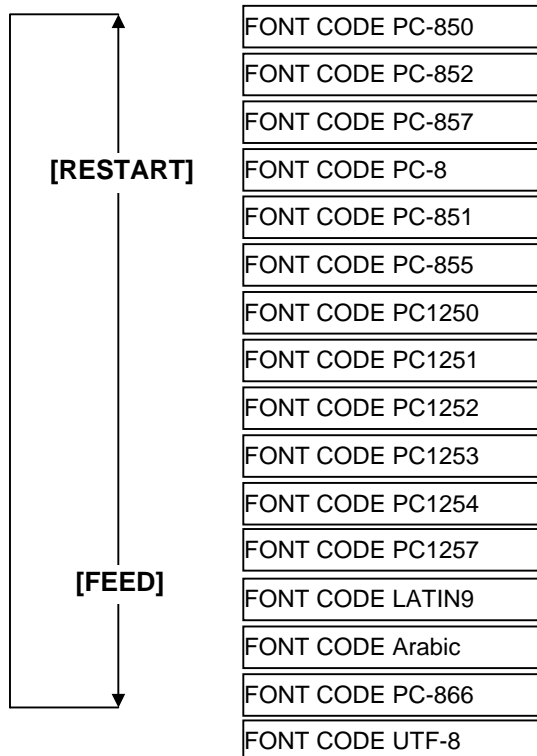 FONT CODE PC-850
FONT CODE PC-852
FONT CODE PC-857
[RESTART]
FONT CODE PC-8
FONT CODE PC-851
FONT CODE PC-855
FONT CODE PC1250
FONT CODE PC1251
FONT CODE PC1252
FONT CODE PC1253
FONT CODE PC1254
FONT CODE PC1257
[FEED]
FONT CODE LATIN9
FONT CODE Arabic
FONT CODE PC-866
FONT CODE UTF-8